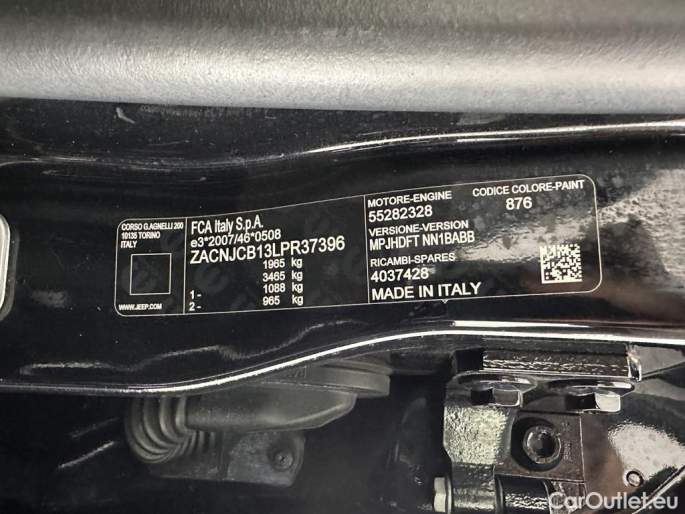 CORSO G.AGNELLI 200
10135 TORINO
ITALY
WWW.JEEP.COM
FCA Italy S.p.A.
e3*2007/46*0508
ZACNJCB13LPR37396
1965 kg
3465 kg
1 - 1088 kg
2 - 965 kg
MOTORE-ENGINE
55282328
VERSIONE-VERSION
MPJHDFT NN1BABB
RICAMBI-SPARES
4037428
MADE IN ITALY
CODICE COLORE-PAINT
876
CarOutlet.eu